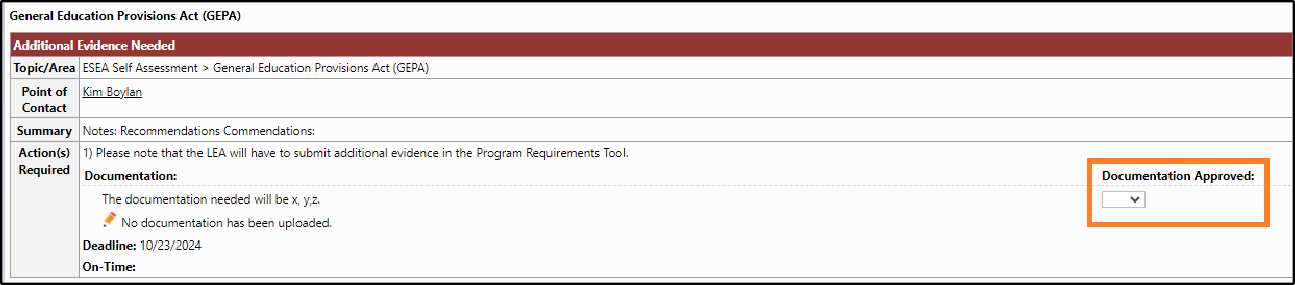 General Education Provisions Act (GEPA)
Additional Evidence Needed
Topic/Area ESEA Self Assessment > General Education Provisions Act (GEPA)
Point of Contact Kim Boylan
Summary Notes: Recommendations Commendations:
Action(s) Required 1) Please note that the LEA will have to submit additional evidence in the Program Requirements Tool.
Documentation: Documentation Approved:
The documentation needed will be x, y,z.
No documentation has been uploaded.
Deadline: 10/23/2024
On-Time: